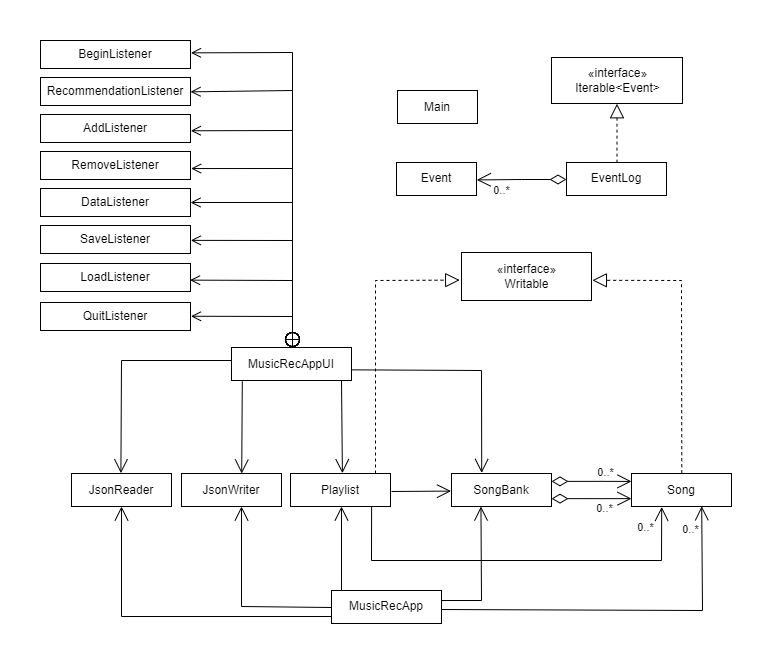 BeginListener
RecommendationListener
AddListener
RemoveListener
DataListener
SaveListener
LoadListener
QuitListener
Main
«interface»
Iterable<Event>
Event
0..*
EventLog
«interface»
Writable
MusicRecAppUI
JsonReader
JsonWriter
Playlist
SongBank
0..*
0..*
Song
0..*
0..*
MusicRecApp